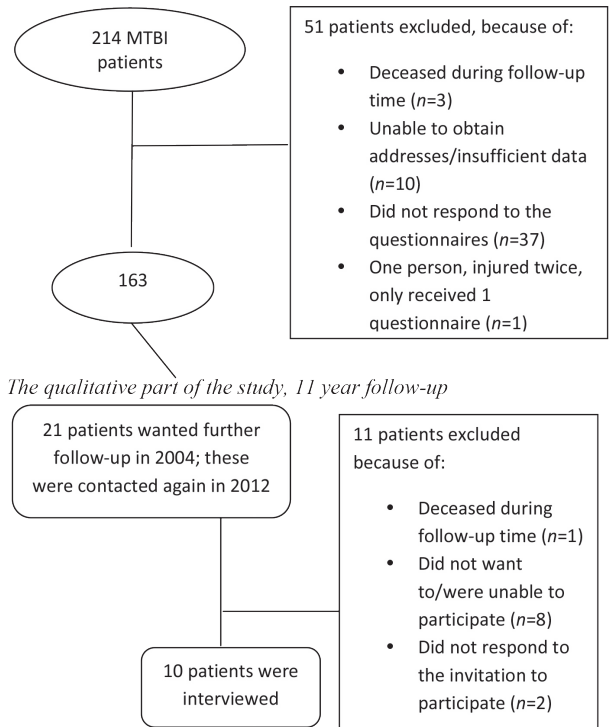 214 MTBI
patients
51 patients excluded, because of:
• Deceased during follow-up
time (n=3)
• Unable to obtain
addresses/insufficient data
(n=10)
• Did not respond to the
questionnaires (n=37)
• One person, injured twice,
only received 1
questionnaire (n=1)
163
The qualitative part of the study, 11 year follow-up
21 patients wanted further
follow-up in 2004; these
were contacted again in 2012
11 patients excluded
because of:
• Deceased during
follow-up time (n=1)
• Did not want
to/were unable to
participate (n=8)
• Did not respond to
the invitation to
participate (n=2)
10 patients were
interviewed